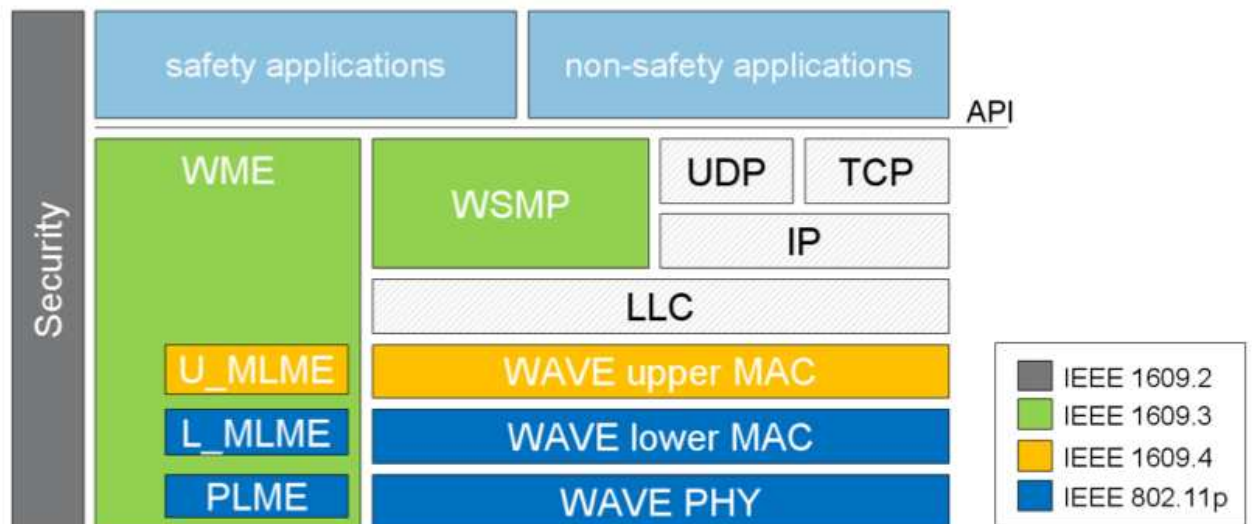 safety applications
non-safety applications
API
Security
WME
WSMP
UDP
TCP
IP
LLC
U_MLME
WAVE upper MAC
L_MLME
WAVE lower MAC
PLME
WAVE PHY
IEEE 1609.2
IEEE 1609.3
IEEE 1609.4
IEEE 802.11p